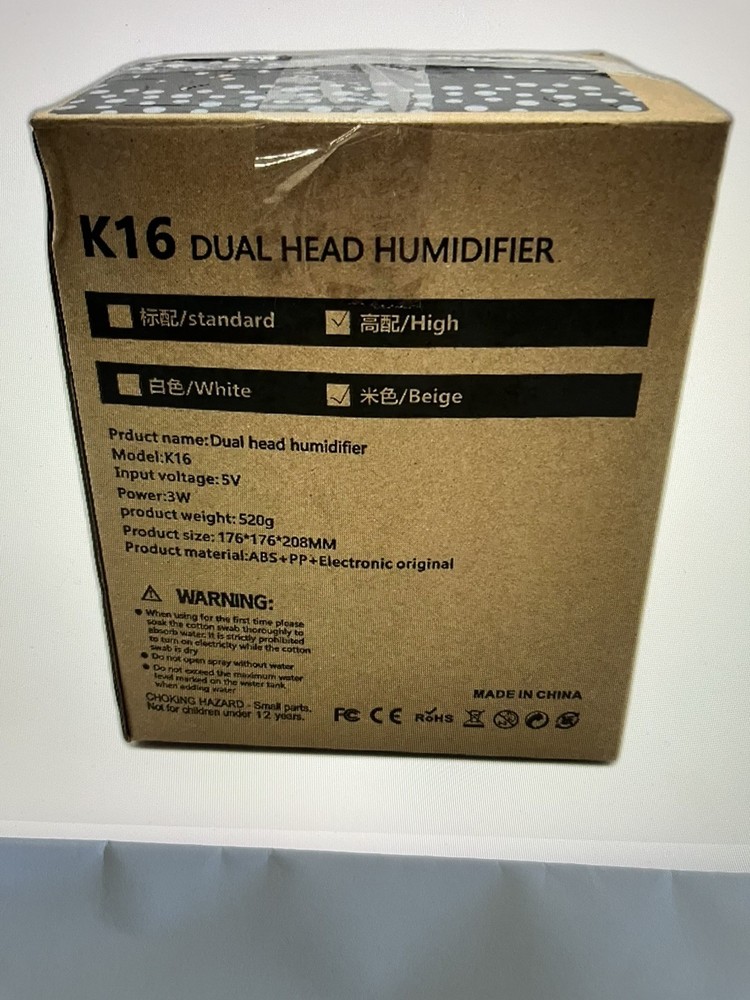 K16 DUAL HEAD HUMIDIFIER
标配/standard 高配/High
白色/White 米色/Beige
Prduct name:Dual head humidifier
Model:K16
Input voltage:5V
Power:3W
product weight:520g
Product size:176*176*208MM
Product material:ABS+PP+Electronic original
WARNING:
When using for the first time please
soak the cotton swab thoroughly to
absorb water. It is strictly prohibited
to turn on electricity while the cotton
swab is dry
Do not open spray without water
Do not exceed the maximum water
level marked on the water tank
when adding water
CHOKING HAZARD - Small parts.
Not for children under 12 years.
MADE IN CHINA
FC CE RoHS